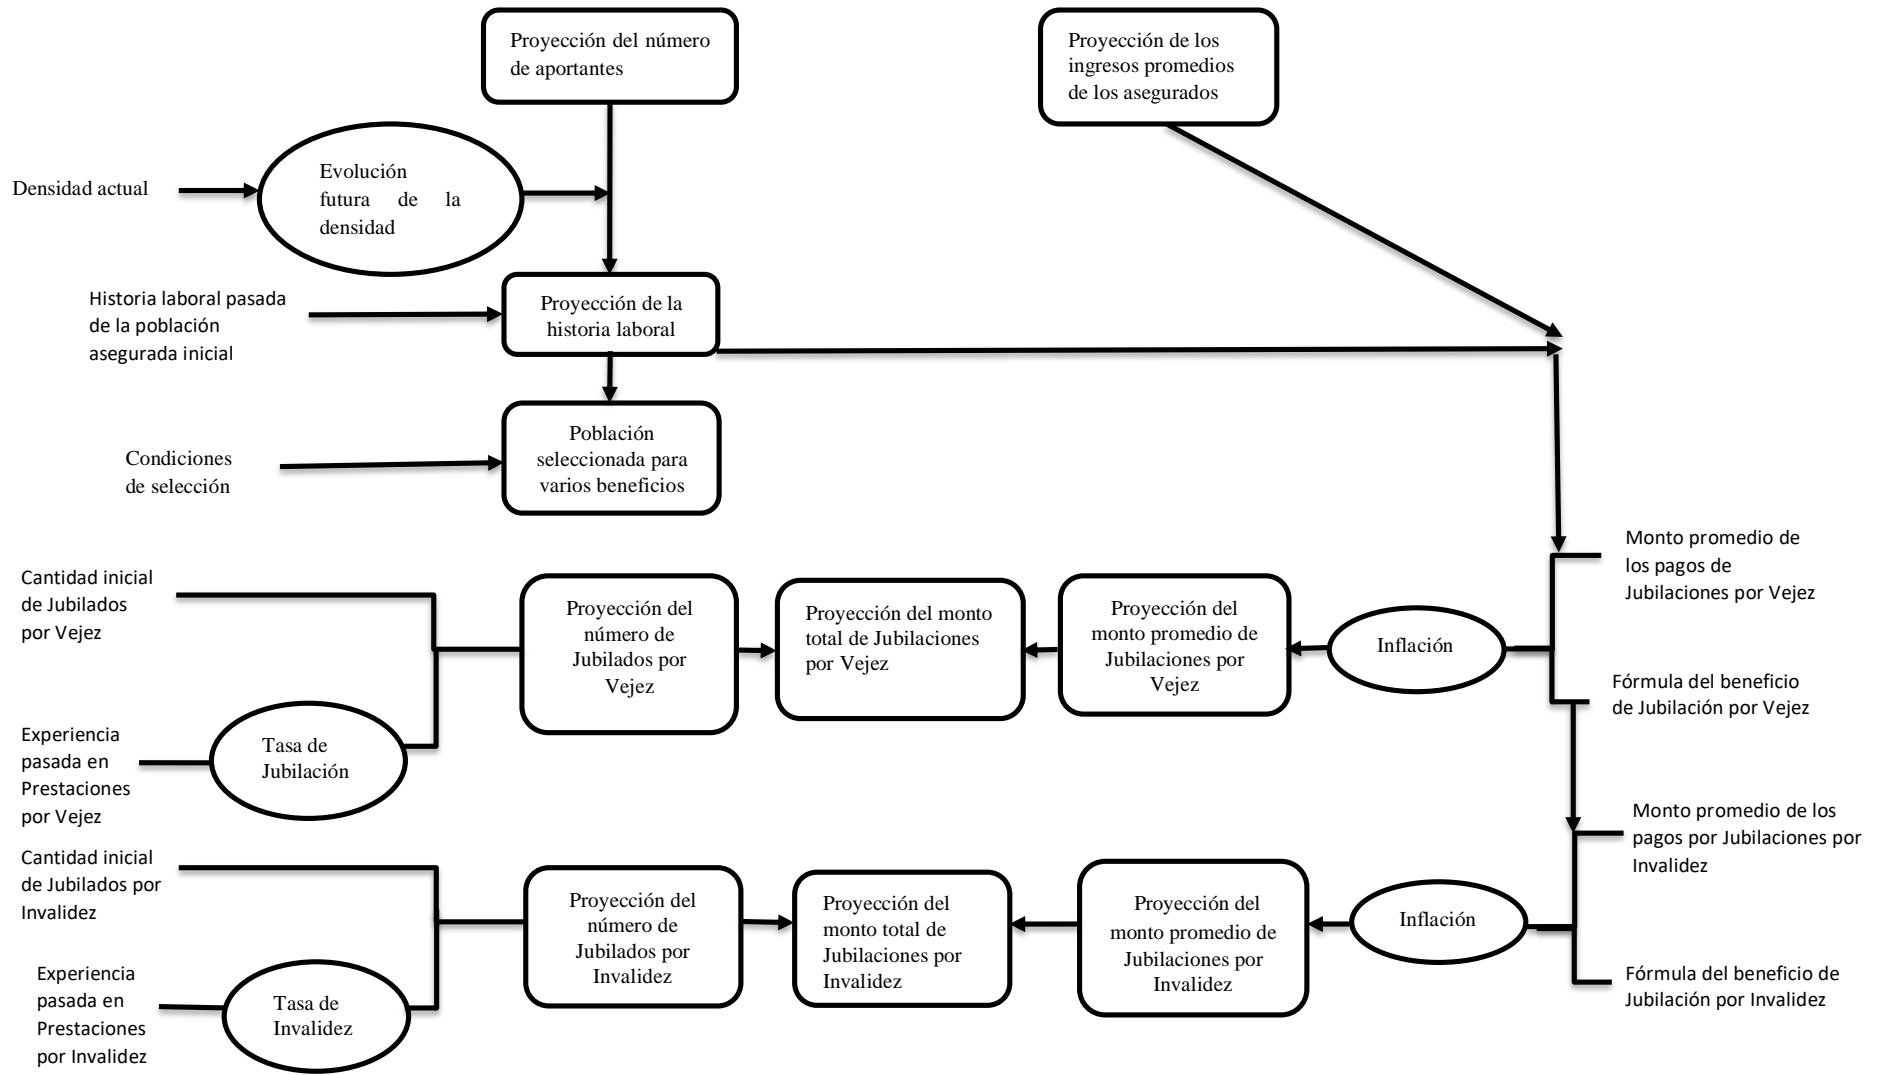 Proyección del número
de aportantes
Proyección de los
ingresos promedios
de los asegurados
Densidad actual
Evolución
futura de la
densidad
Historia laboral pasada
de la población
asegurada inicial
Proyección de la
historia laboral
Condiciones
de selección
Población
seleccionada para
varios beneficios
Cantidad inicial
de Jubilados
por Vejez
Proyección del
número de
Jubilados por
Vejez
Proyección del monto
total de Jubilaciones
por Vejez
Proyección del
monto promedio de
Jubilaciones por
Vejez
Inflación
Monto promedio de
los pagos de
Jubilaciones por Vejez
Fórmula del beneficio
de Jubilación por Vejez
Experiencia
pasada en
Prestaciones
por Vejez
Tasa de
Jubilación
Cantidad inicial
de Jubilados por
Invalidez
Proyección del
número de
Jubilados por
Invalidez
Proyección del
monto total de
Jubilaciones por
Invalidez
Proyección del
monto promedio de
Jubilaciones por
Invalidez
Inflación
Monto promedio de los
pagos por Jubilaciones por
Invalidez
Fórmula del beneficio de
Jubilación por Invalidez
Experiencia
pasada en
Prestaciones
por Invalidez
Tasa de
Invalidez